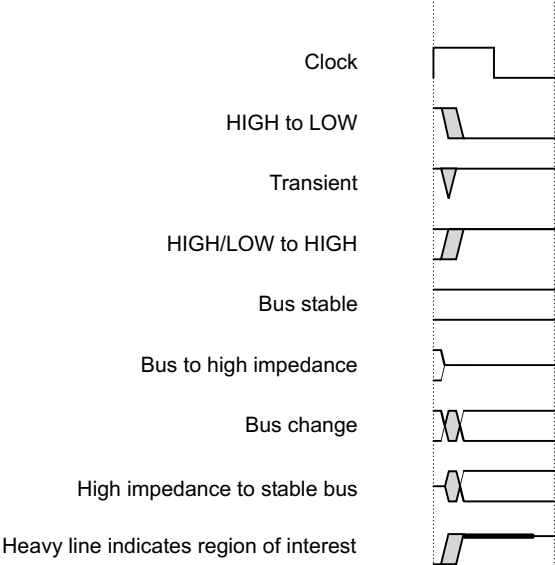 Clock
HIGH to LOW
Transient
HIGH/LOW to HIGH
Bus stable
Bus to high impedance
Bus change
High impedance to stable bus
Heavy line indicates region of interest